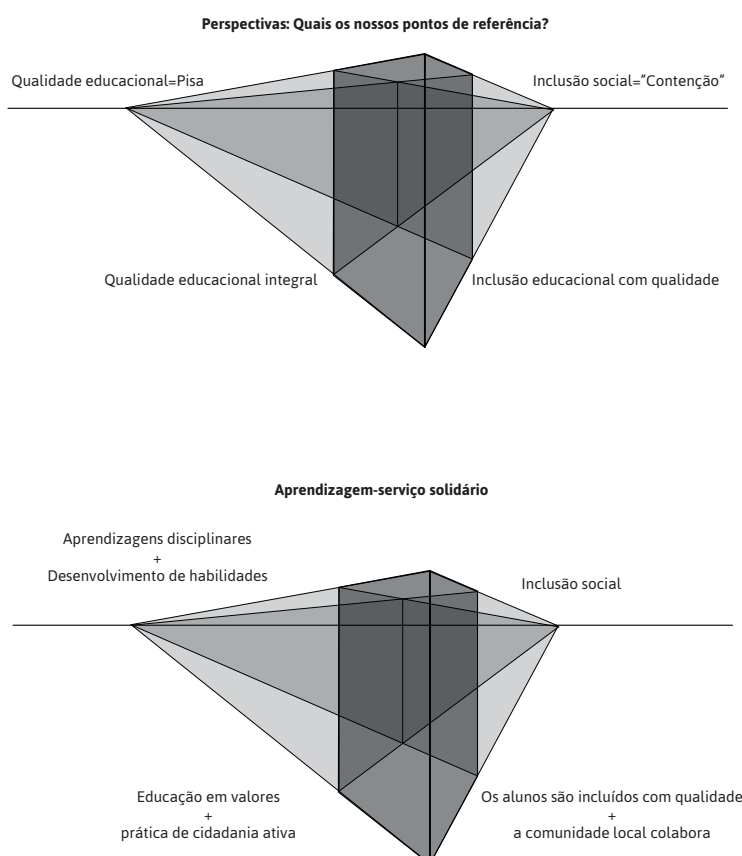 Perspectivas: Quais os nossos pontos de referência?
Qualidade educacional=Pisa
Inclusão social=”Contenção”
Qualidade educacional integral
Inclusão educacional com qualidade
Aprendizagem-serviço solidário
Aprendizagens disciplinares
+
Desenvolvimento de habilidades
Inclusão social
Educação em valores
+
prática de cidadania ativa
Os alunos são incluídos com qualidade
+
a comunidade local colabora